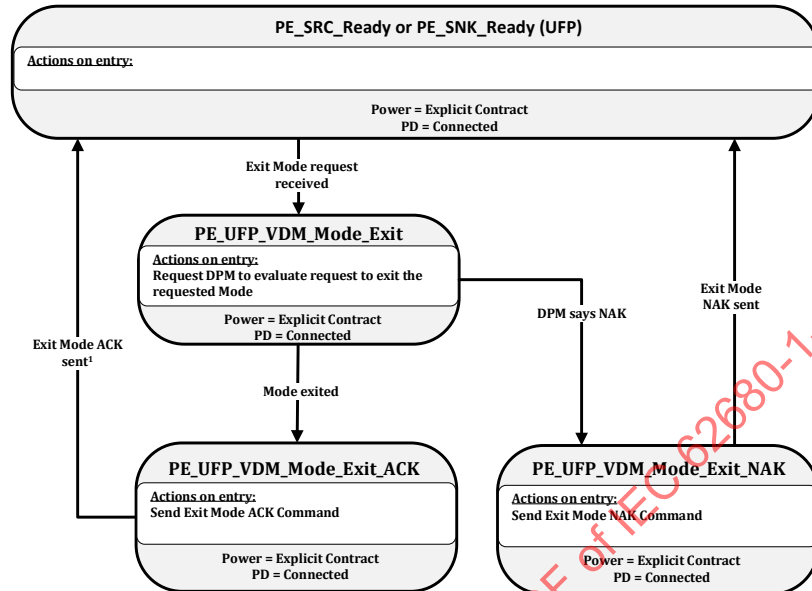 PE_SRC_Ready or PE_SNK_Ready (UFP)
Actions on entry:
Power = Explicit Contract
PD = Connected
Exit Mode request
received
PE_UFP_VDM_Mode_Exit
Actions on entry:
Request DPM to evaluate request to exit the
requested Mode
Power = Explicit Contract
PD = Connected
DPM says NAK
Exit Mode
NAK sent
Exit Mode ACK
sent¹
Mode exited
PE_UFP_VDM_Mode_Exit_ACK
Actions on entry:
Send Exit Mode ACK Command
Power = Explicit Contract
PD = Connected
PE_UFP_VDM_Mode_Exit_NAK
Actions on entry:
Send Exit Mode NAK Command
Power = Explicit Contract
PD = Connected
of IEC 62680-1